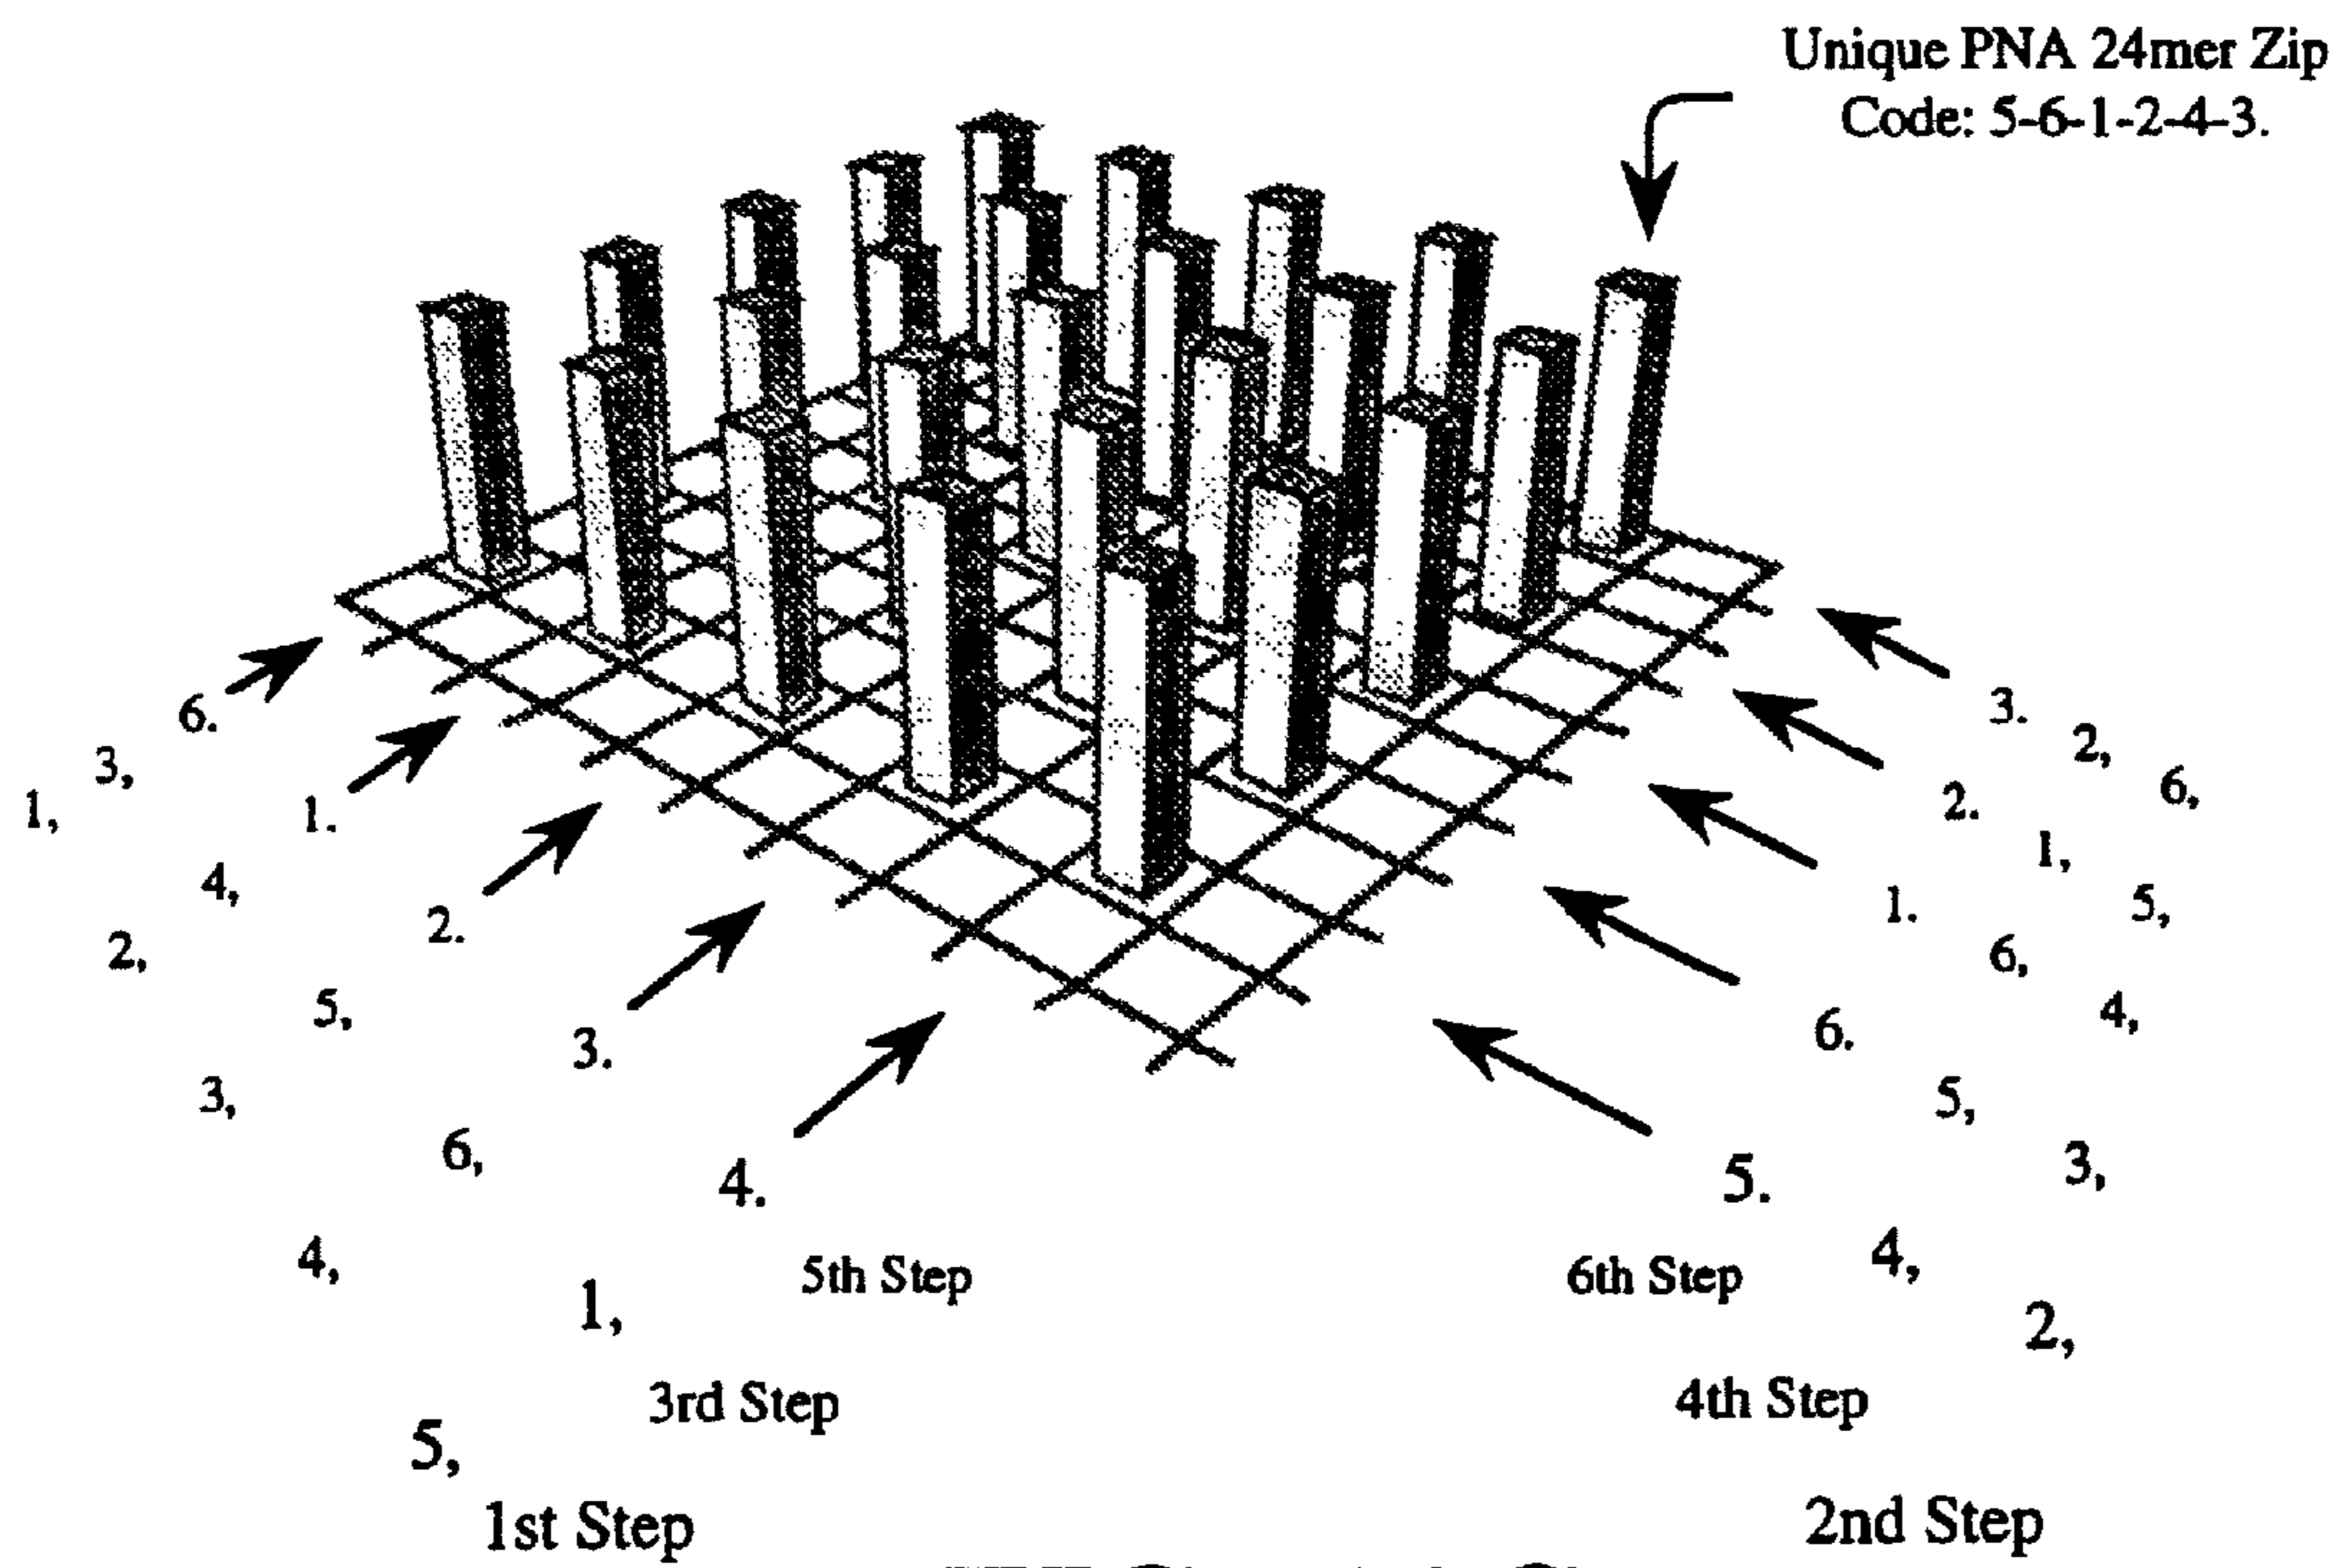 Unique PNA 24mer Zip
Code: 5-6-1-2-4-3.
1, 3, 6.
2, 4, 1.
3, 5, 2.
4, 6, 3.
5, 1, 4.
3. 2, 6,
2. 1, 5,
1. 6, 4,
6. 5, 3,
5. 4, 2,
5th Step
6th Step
3rd Step
4th Step
1st Step
2nd Step